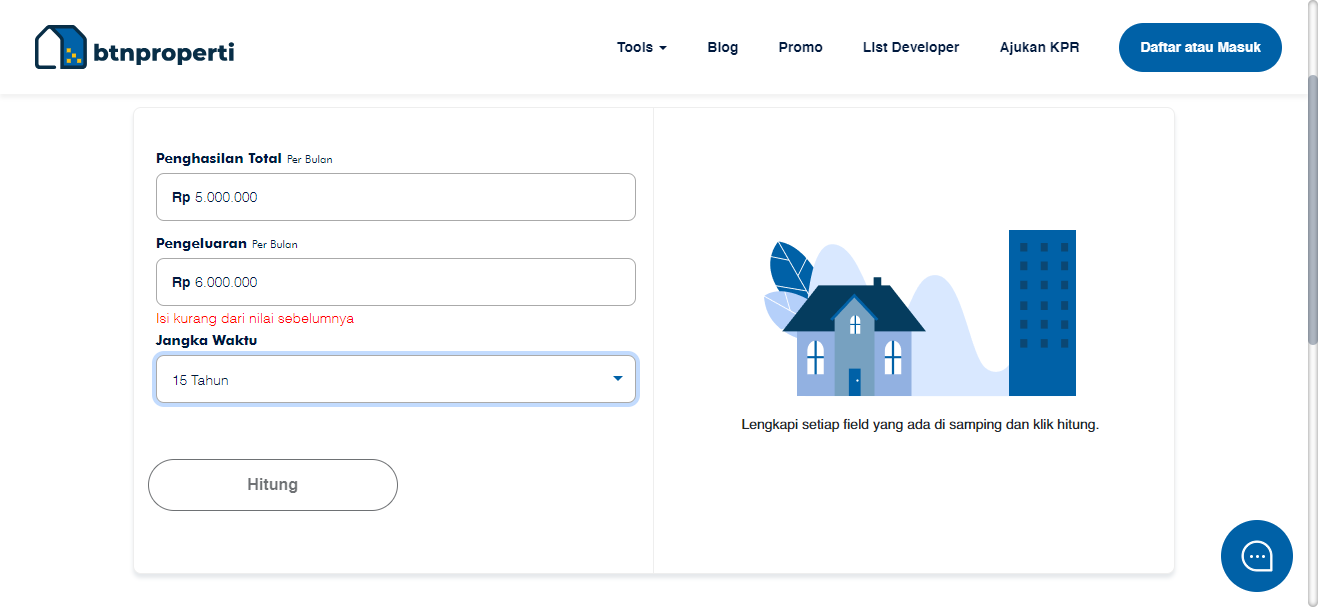 btnproperti
Tools
Blog
Promo
LIst Developer
Ajukan KPR
Daftar atau Masuk
Penghasilan Total Per Bulan
Rp 5.000.000
Pengeluaran Per Bulan
Rp 6.000.000
Isi kurang dari nilai sebelumnya
Jangka Waktu
15 Tahun
Hitung
Lengkapi setiap field yang ada di samping dan klik hitung.